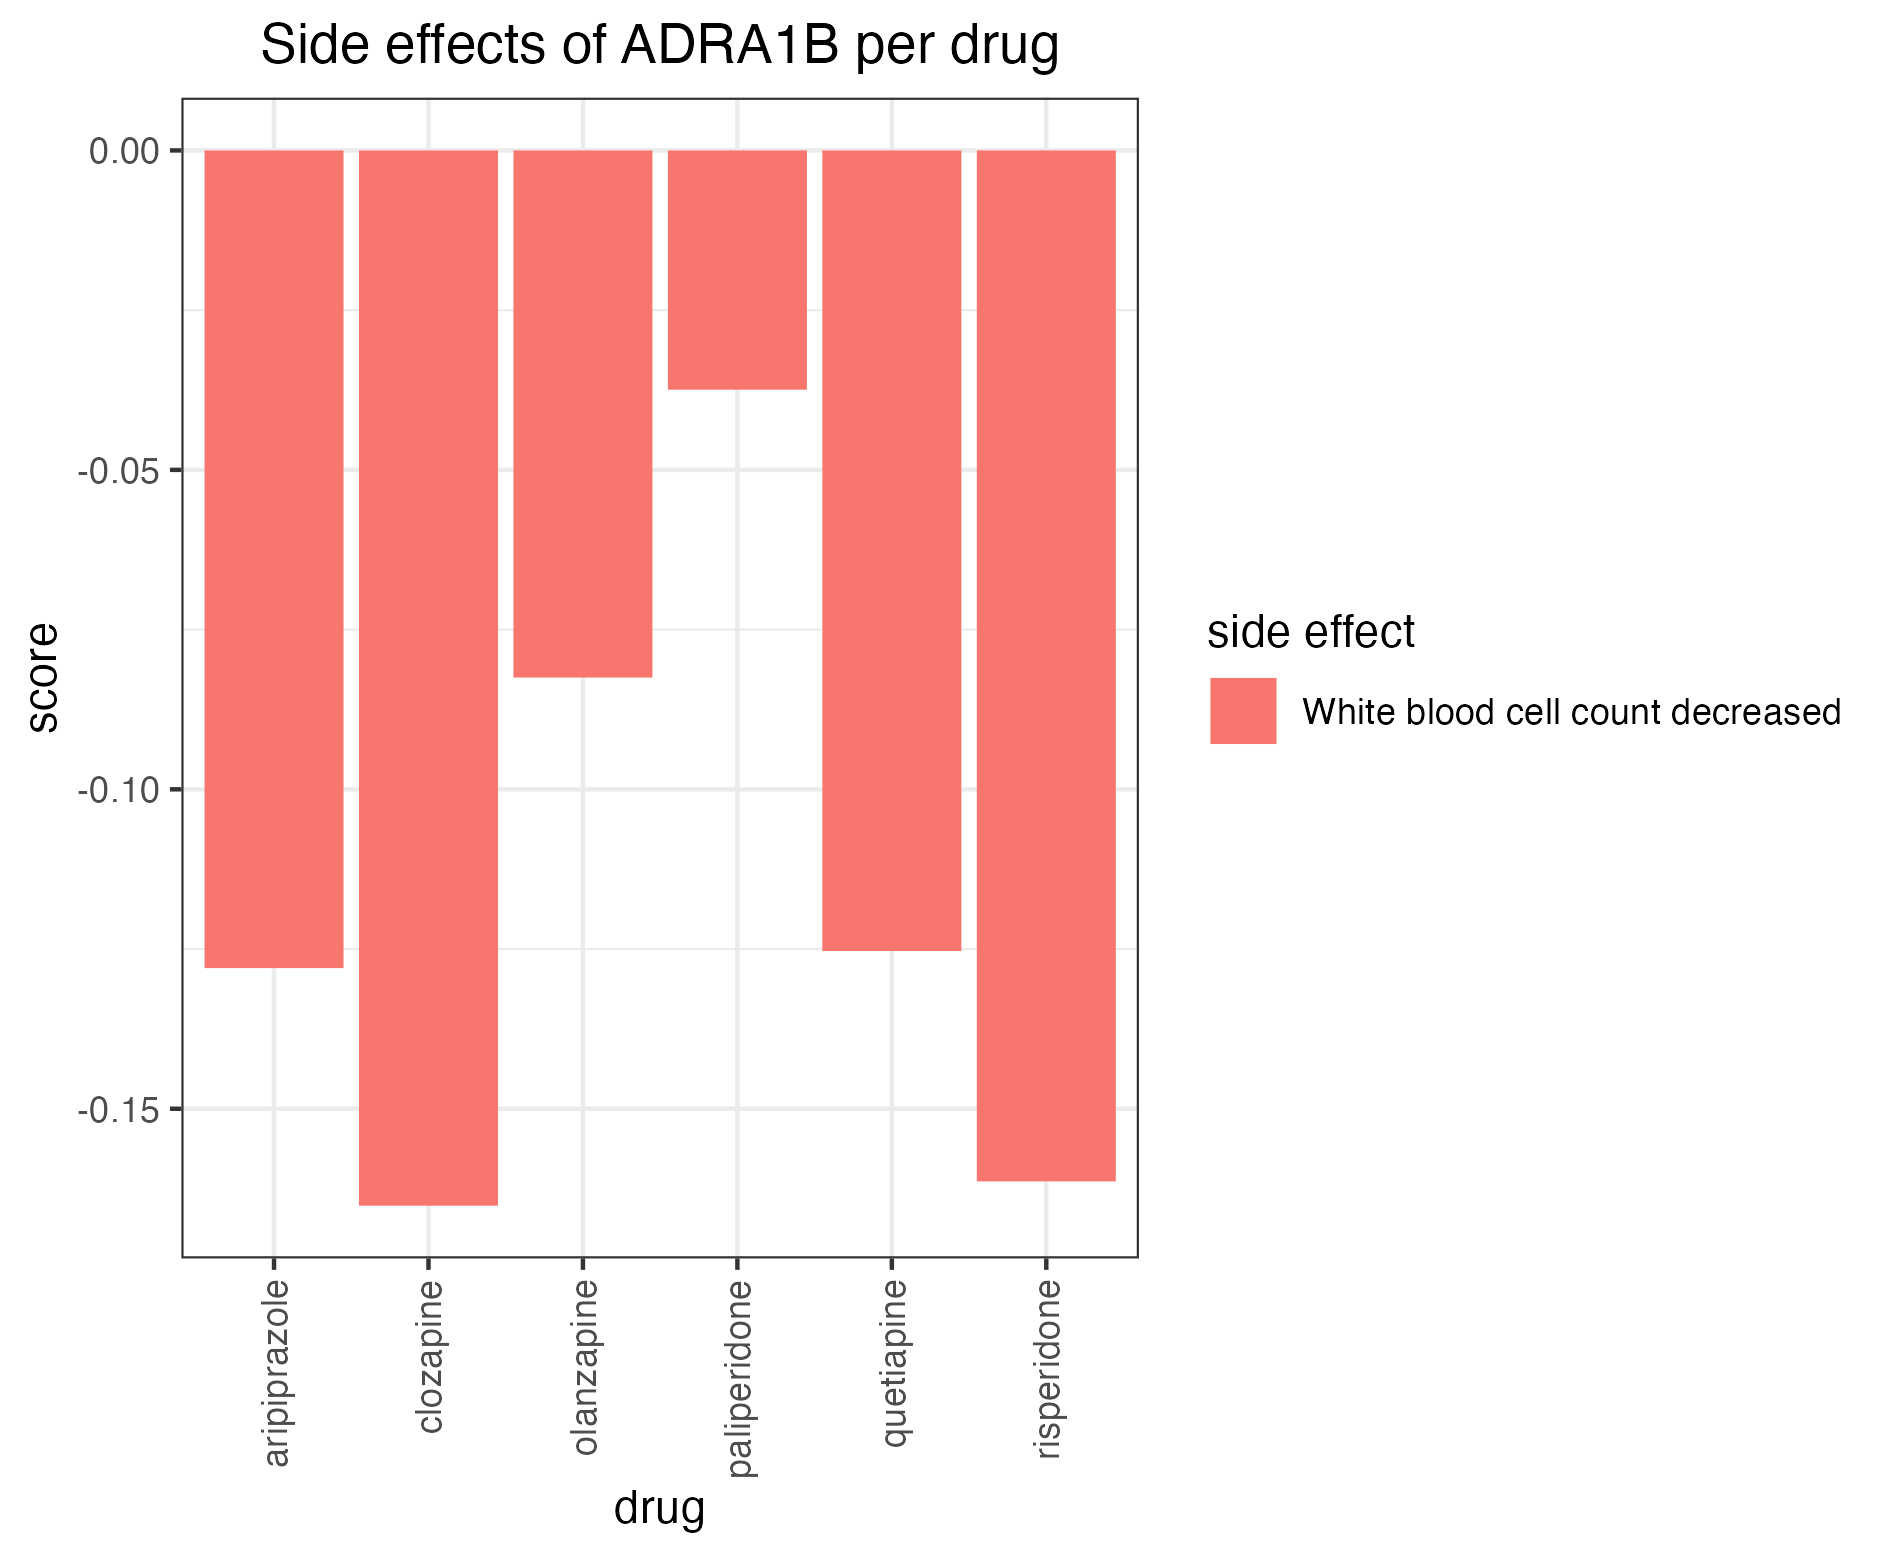 Side effects of ADRA1B per drug
0.00
-0.05
-0.10
-0.15
score
aripiprazole
clozapine
olanzapine
paliperidone
quetiapine
risperidone
drug
side effect
White blood cell count decreased